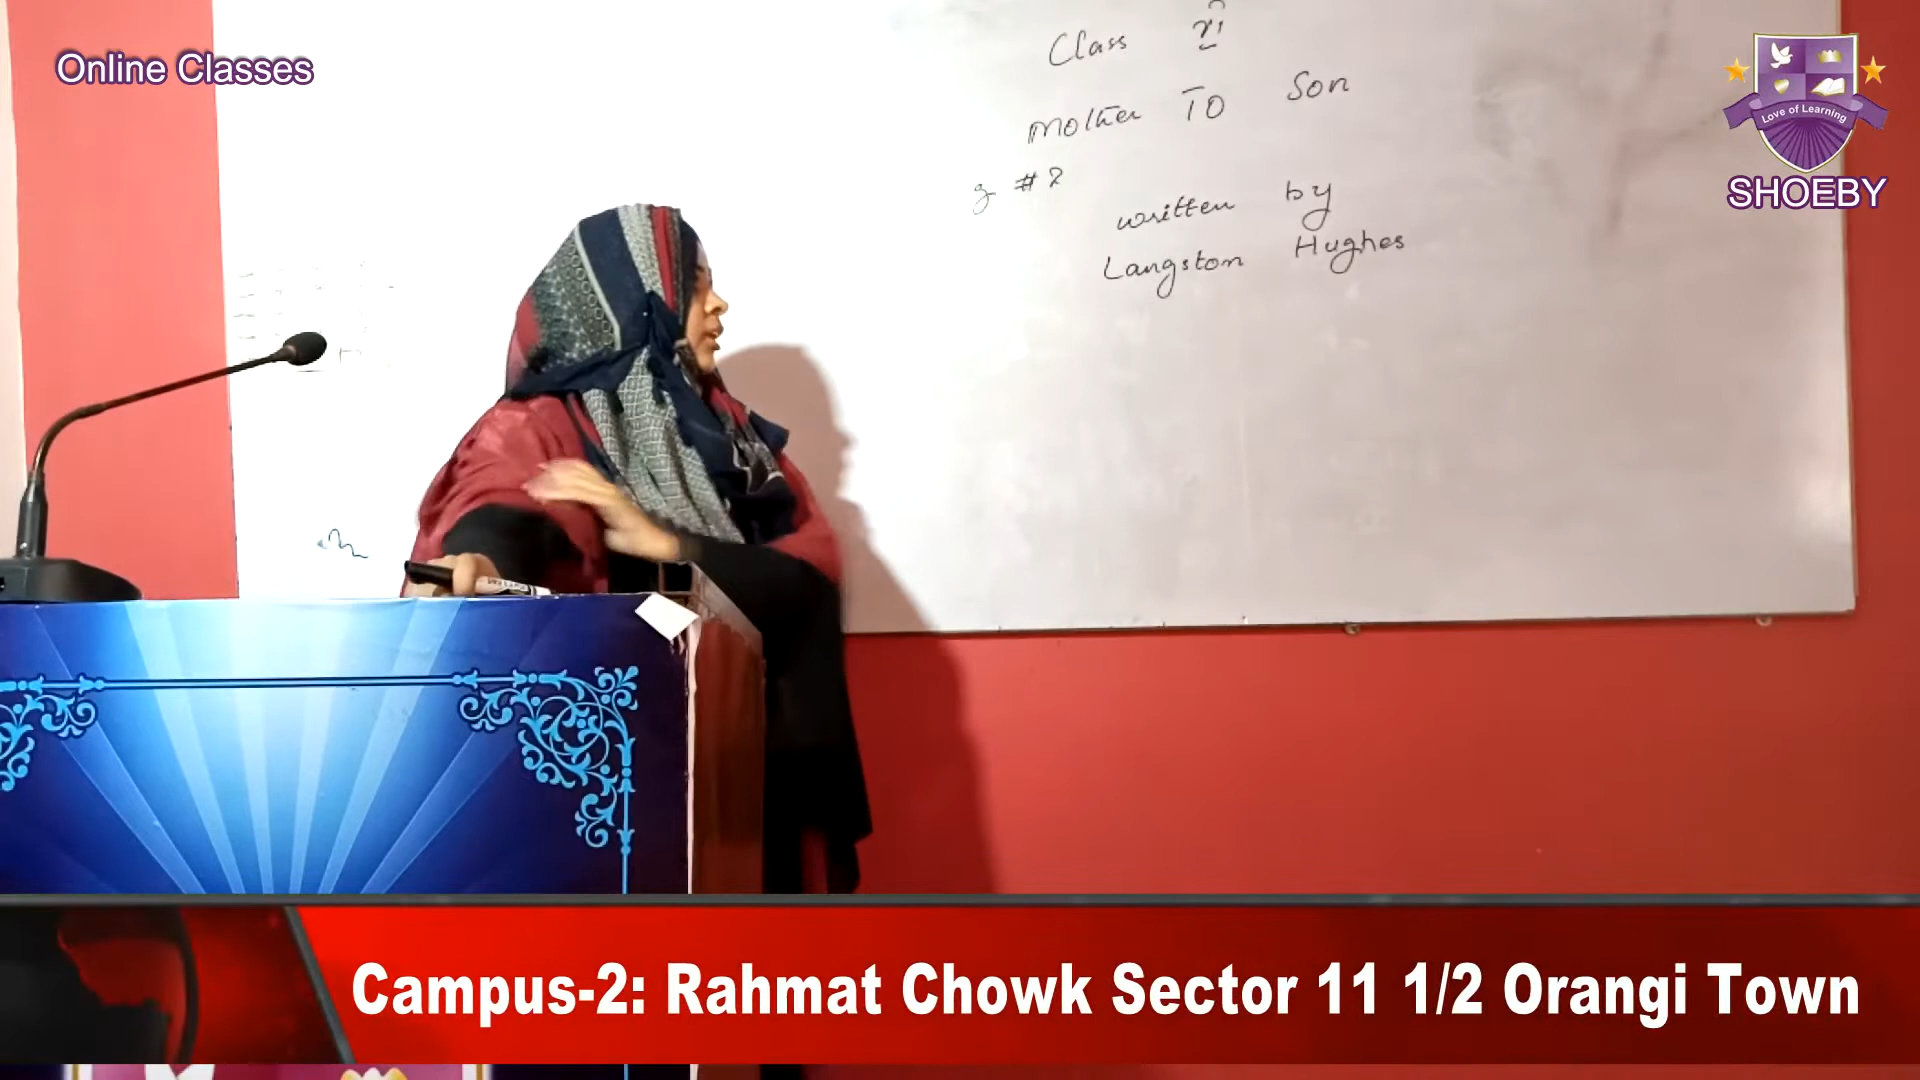 Online Classes
Class VI
Mother TO Son
g # 2
written by
Langston Hughes
Love of Learning
SHOEBY
Campus-2: Rahmat Chowk Sector 11 1/2 Orangi Town